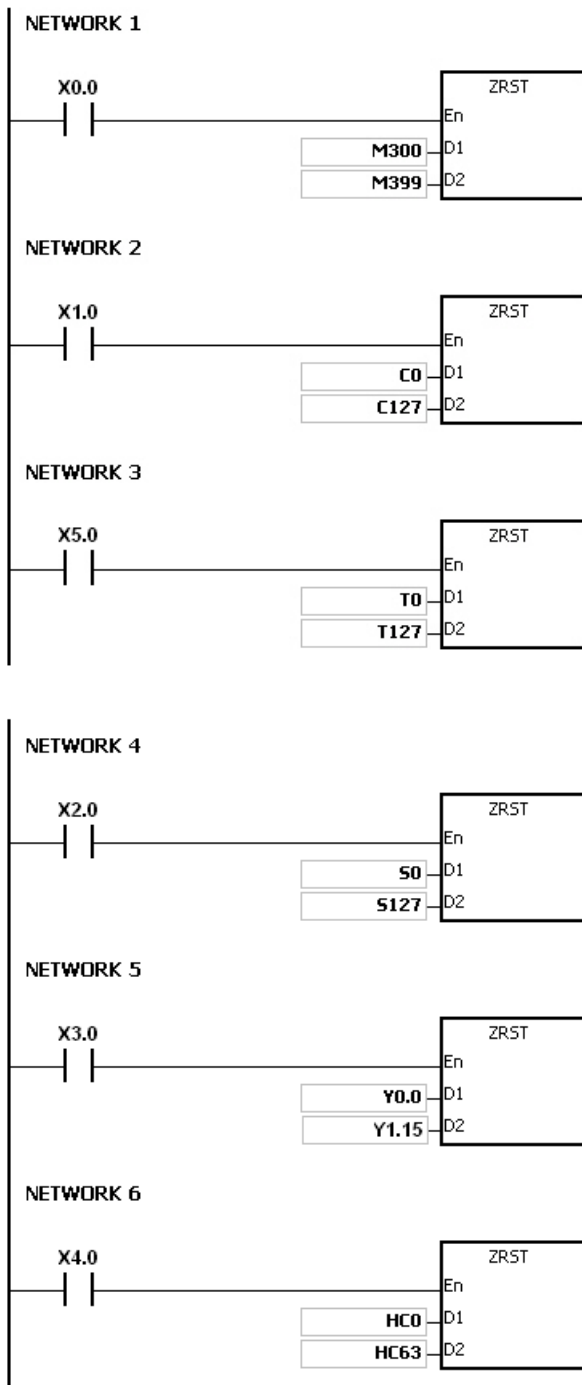 NETWORK 1
X0.0
ZRST
En
M300 D1
M399 D2
NETWORK 2
X1.0
ZRST
En
C0 D1
C127 D2
NETWORK 3
X5.0
ZRST
En
T0 D1
T127 D2
NETWORK 4
X2.0
ZRST
En
S0 D1
S127 D2
NETWORK 5
X3.0
ZRST
En
Y0.0 D1
Y1.15 D2
NETWORK 6
X4.0
ZRST
En
HC0 D1
HC63 D2